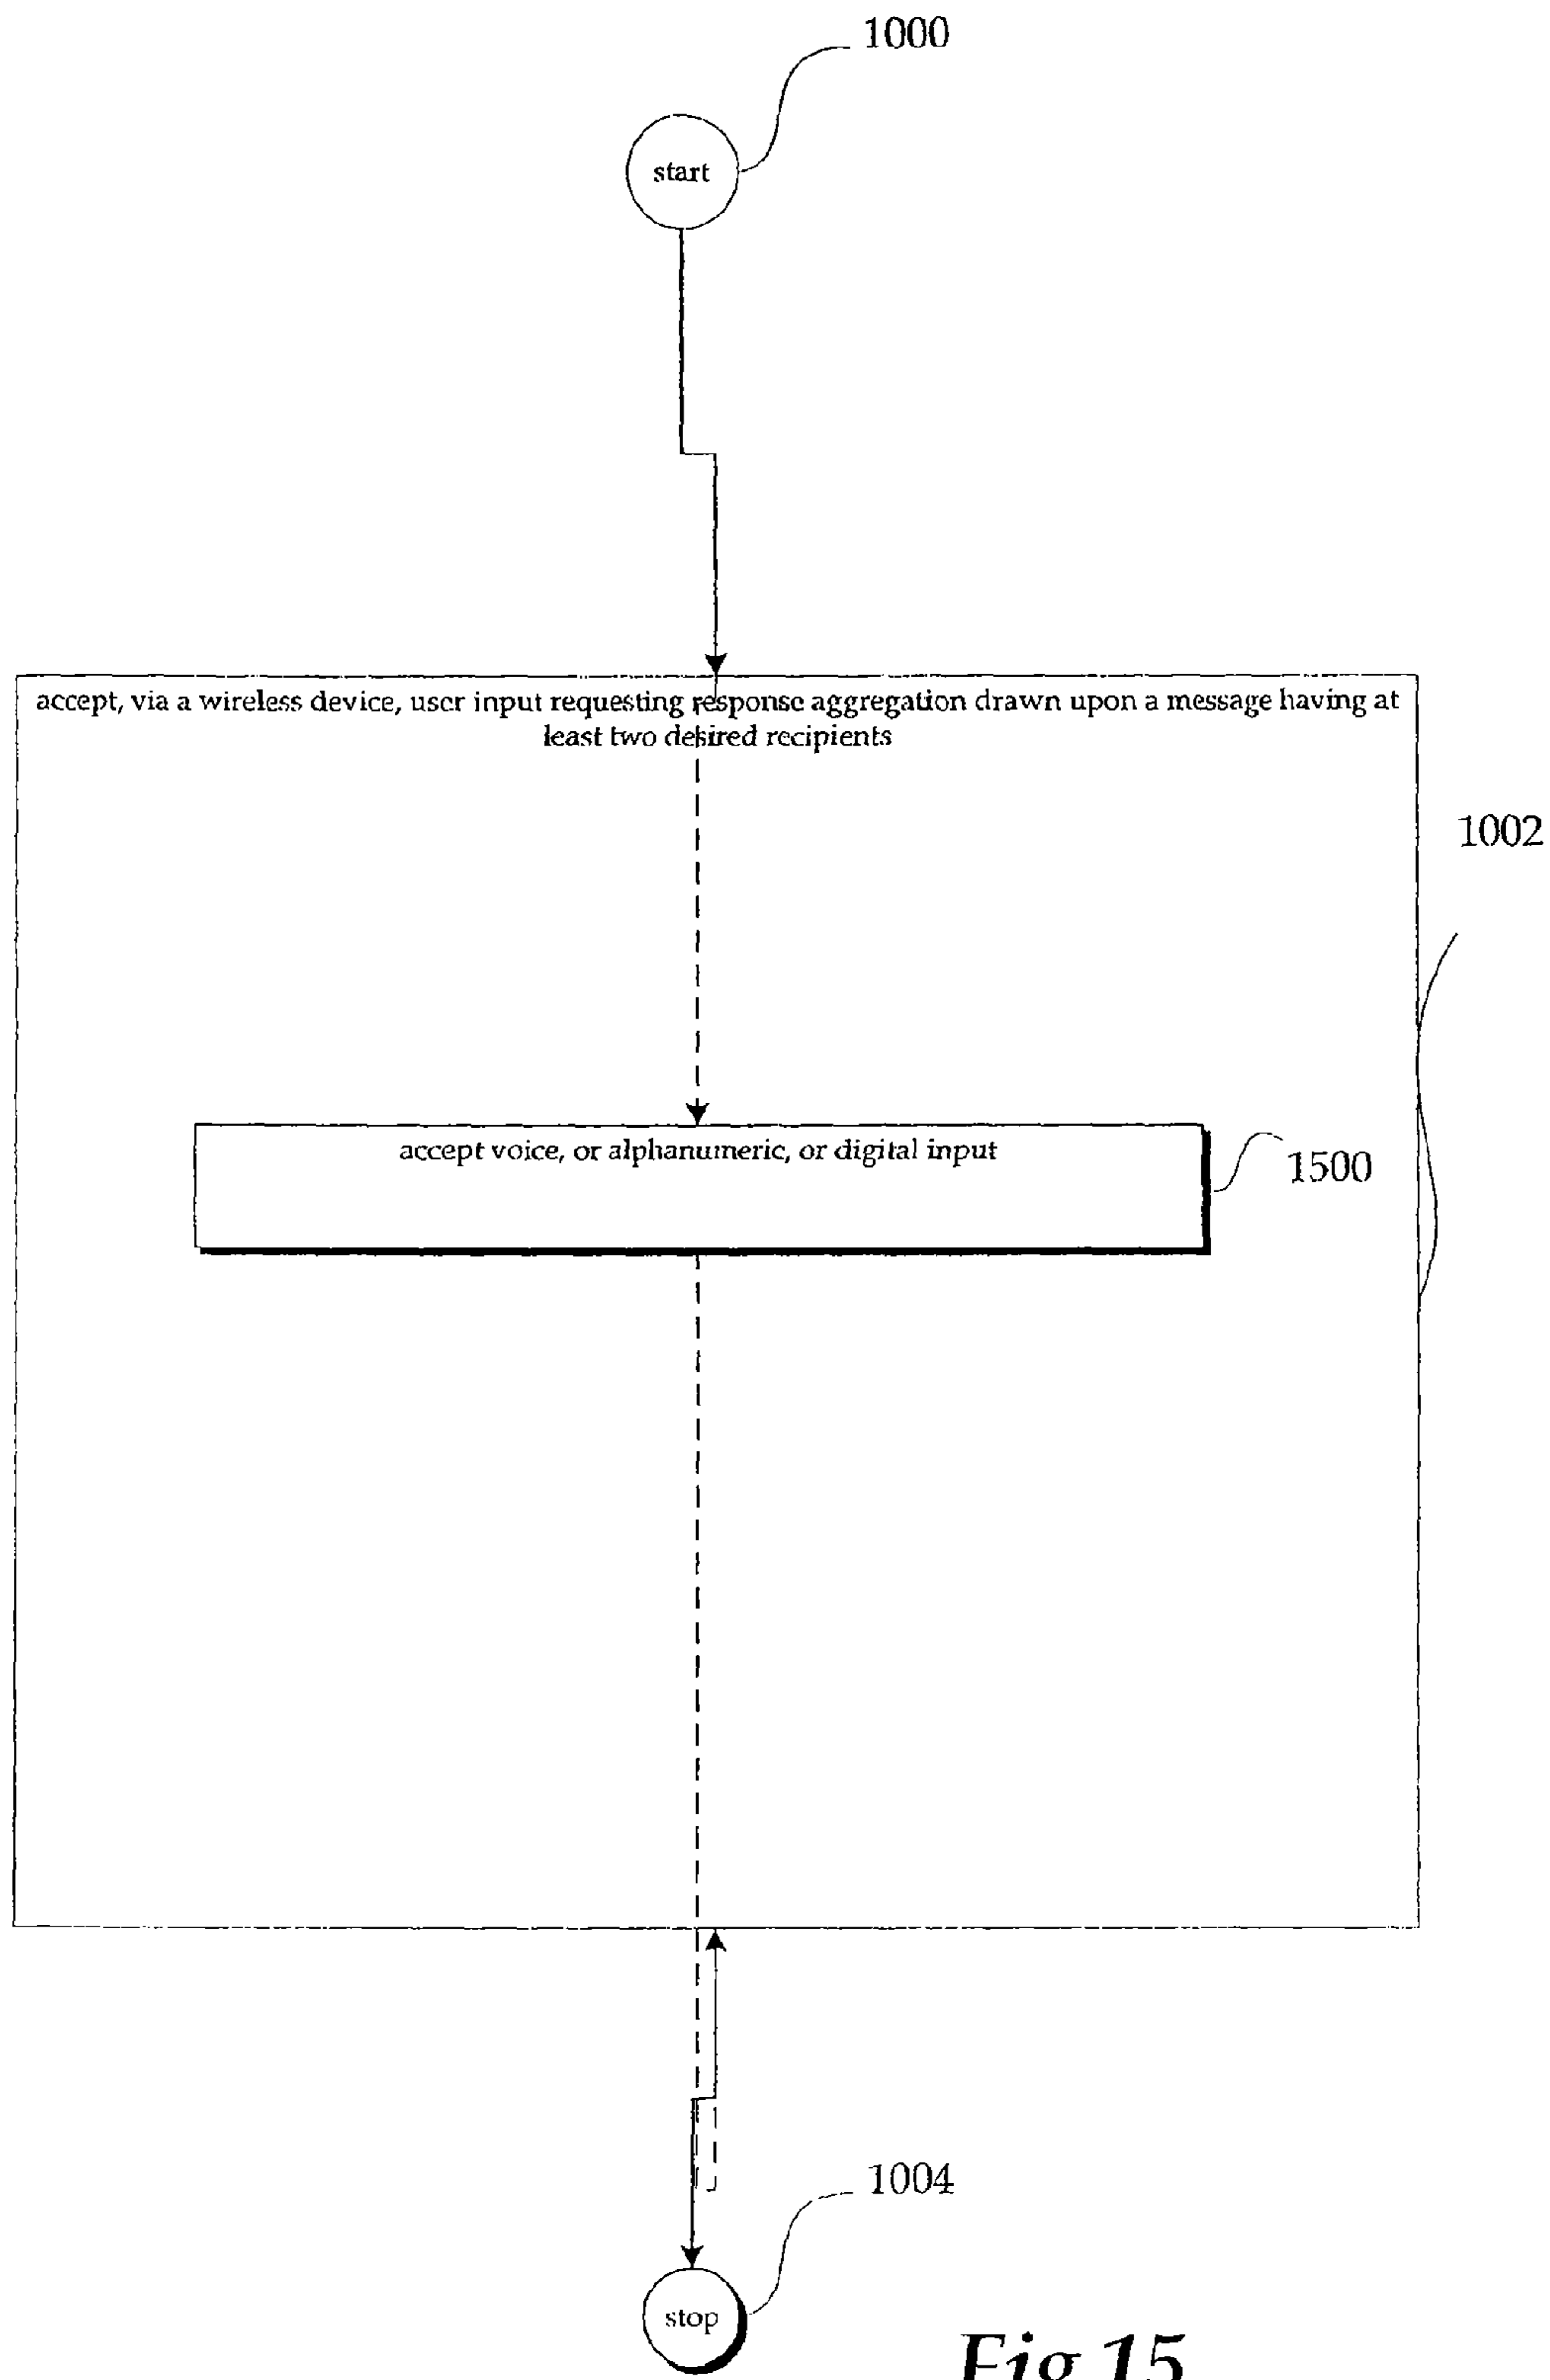 1000
start
accept, via a wireless device, user input requesting response aggregation drawn upon a message having at
least two desired recipients
1002
accept voice, or alphanumeric, or digital input
1500
1004
stop
Fig.15